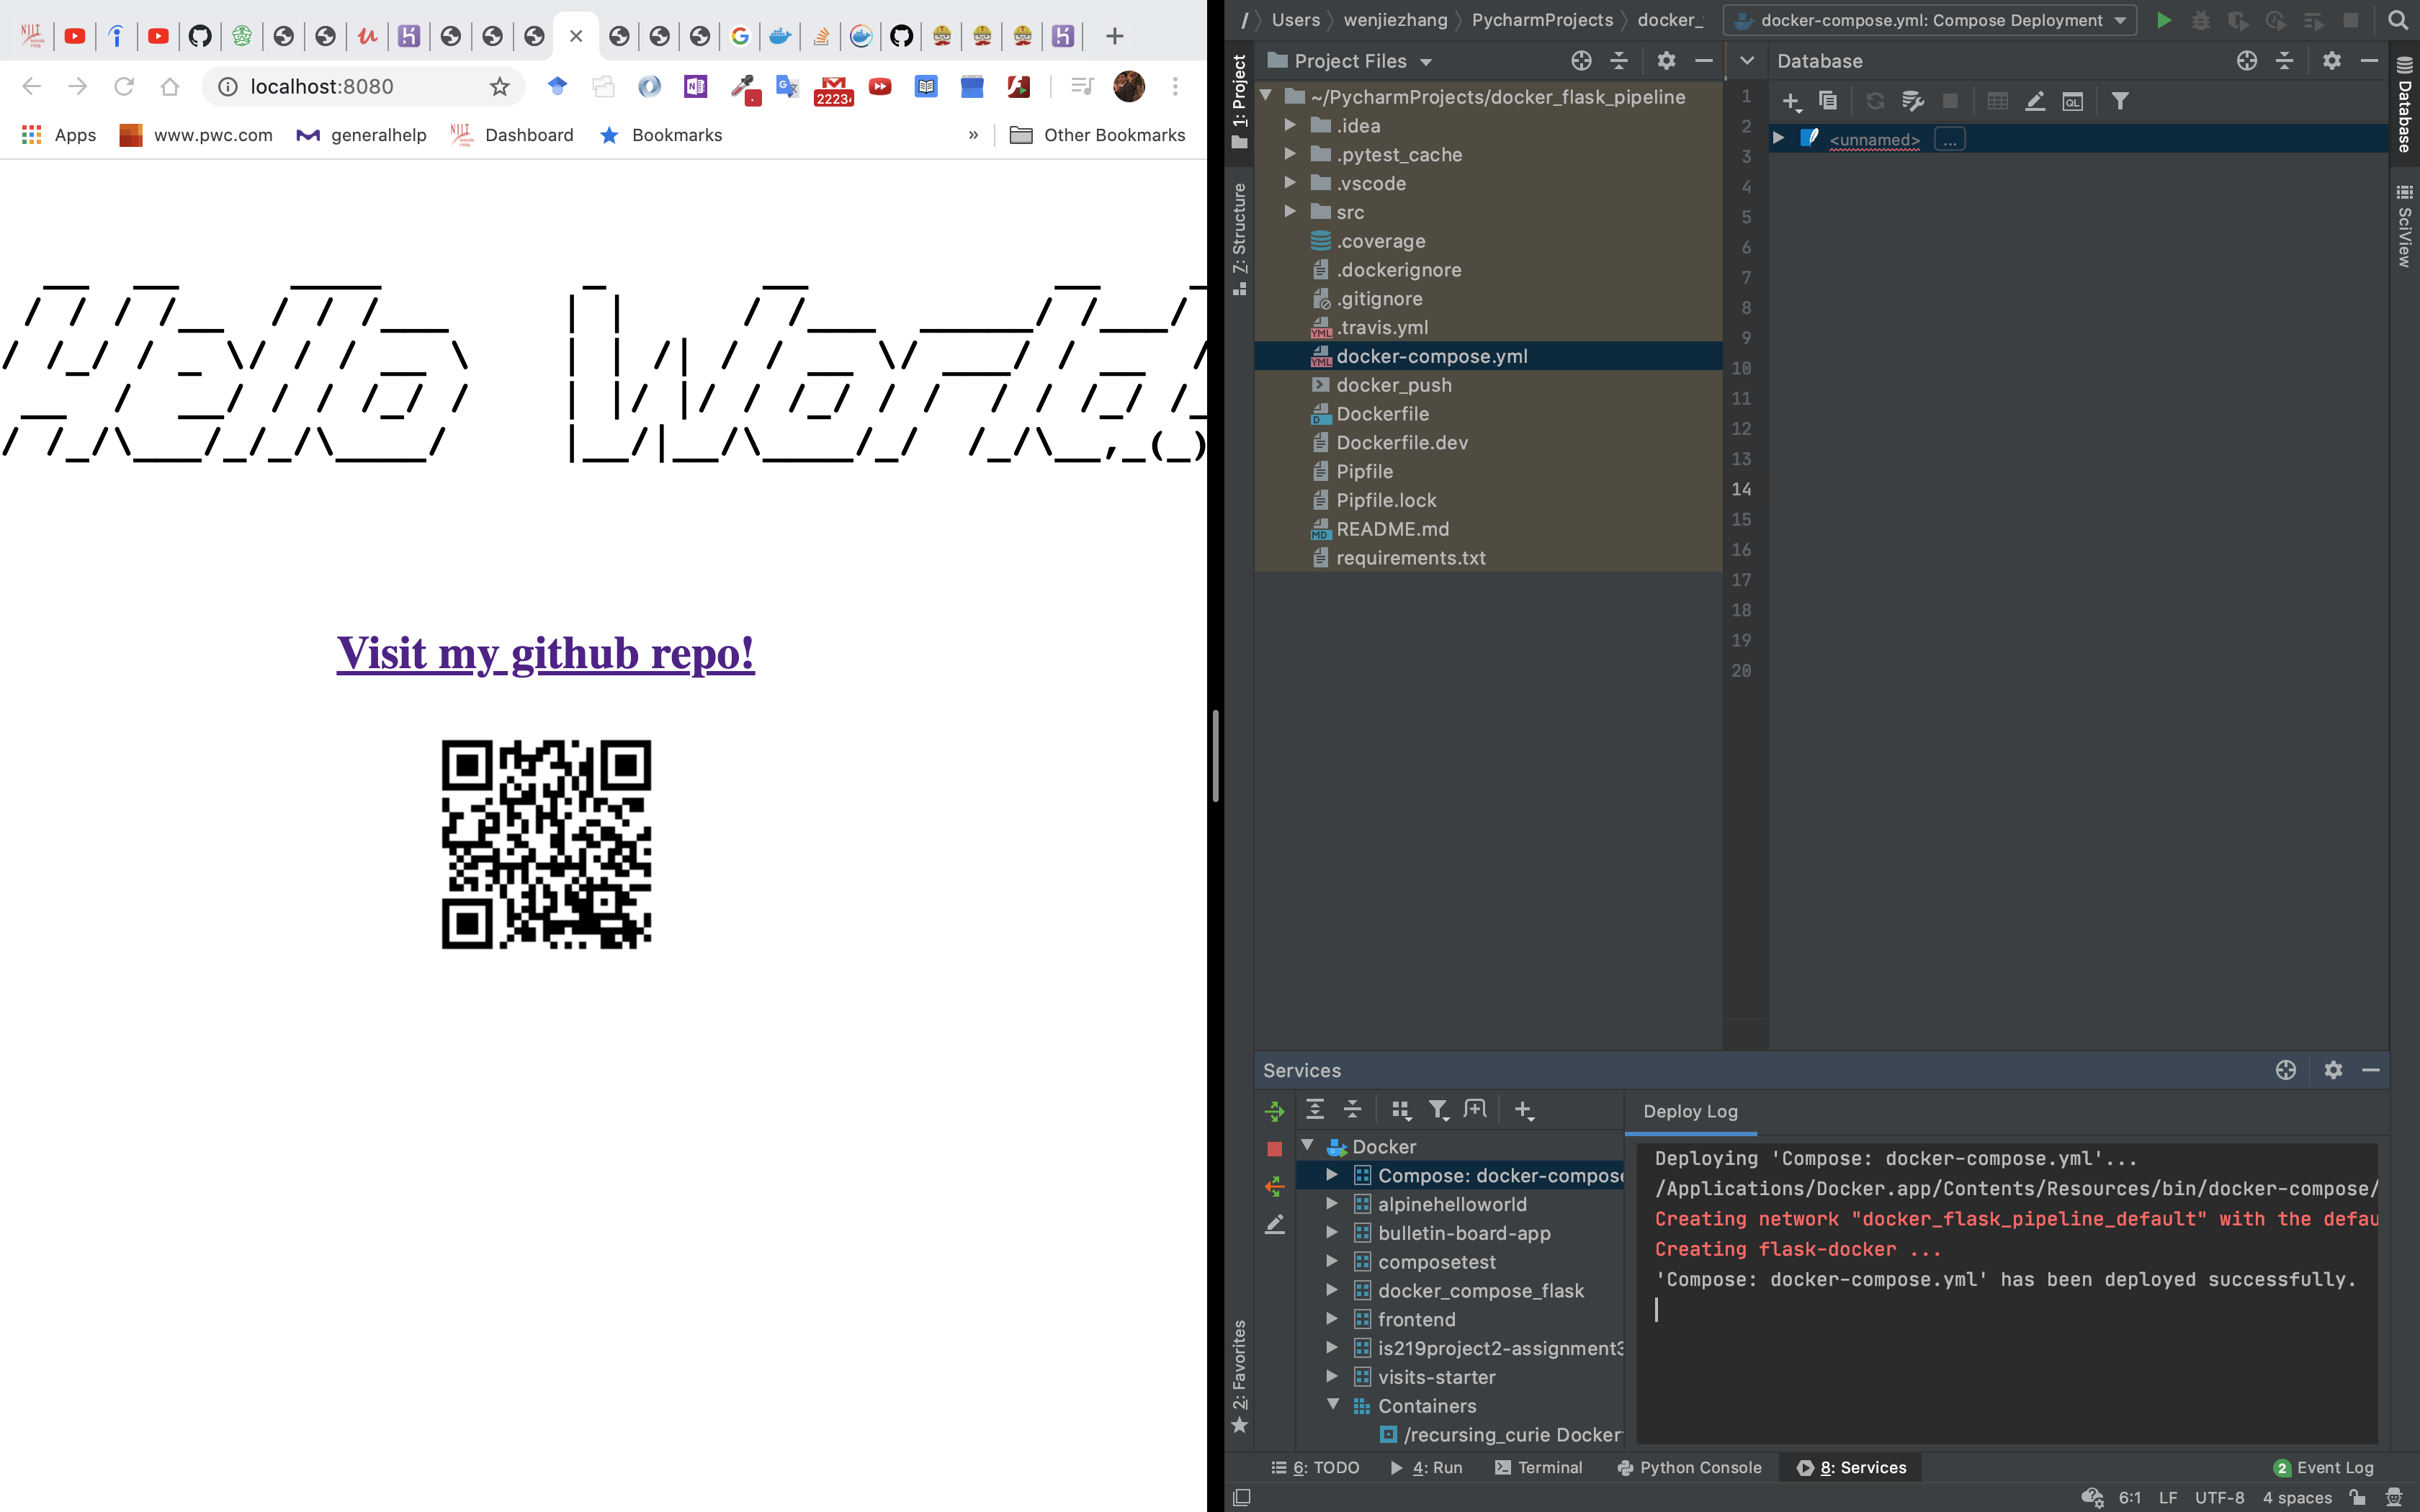 localhost:8080
2223
Apps
www.pwc.com
generalhelp
Dashboard
Bookmarks
»
Other Bookmarks
Hello World!
Visit my github repo!
/ Users wenjiezhang PycharmProjects docker_
docker-compose.yml: Compose Deployment
1: Project
Project Files
~/PycharmProjects/docker_flask_pipeline
.idea
.pytest_cache
.vscode
src
.coverage
.dockerignore
.gitignore
.travis.yml
docker-compose.yml
docker_push
Dockerfile
Dockerfile.dev
Pipfile
Pipfile.lock
README.md
requirements.txt
7: Structure
2: Favorites
1
2
3
4
5
6
7
8
9
10
11
12
13
14
15
16
17
18
19
20
Database
<unnamed> ...
Database
SciView
Services
Docker
Compose: docker-compose
alpinehelloworld
bulletin-board-app
composetest
docker_compose_flask
frontend
is219project2-assignment3
visits-starter
Containers
/recursing_curie Docker
Deploy Log
Deploying 'Compose: docker-compose.yml'...
/Applications/Docker.app/Contents/Resources/bin/docker-compose/
Creating network "docker_flask_pipeline_default" with the defau
Creating flask-docker ...
'Compose: docker-compose.yml' has been deployed successfully.
6: TODO
4: Run
Terminal
Python Console
8: Services
2 Event Log
6:1 LF UTF-8 4 spaces